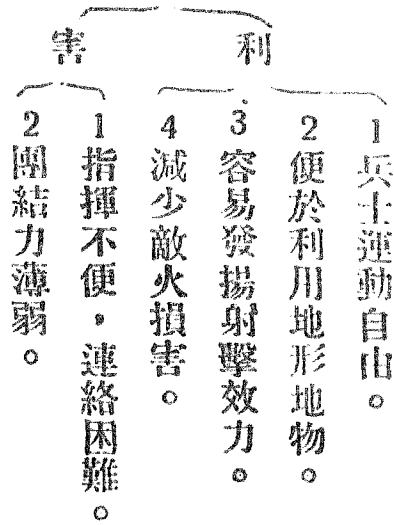 利
1兵士運動自由。
2便於利用地形地物。
3容易發揚射擊效力。
4減少敵火損害。
害
1指揮不便，連絡困難。
2團結力薄弱。